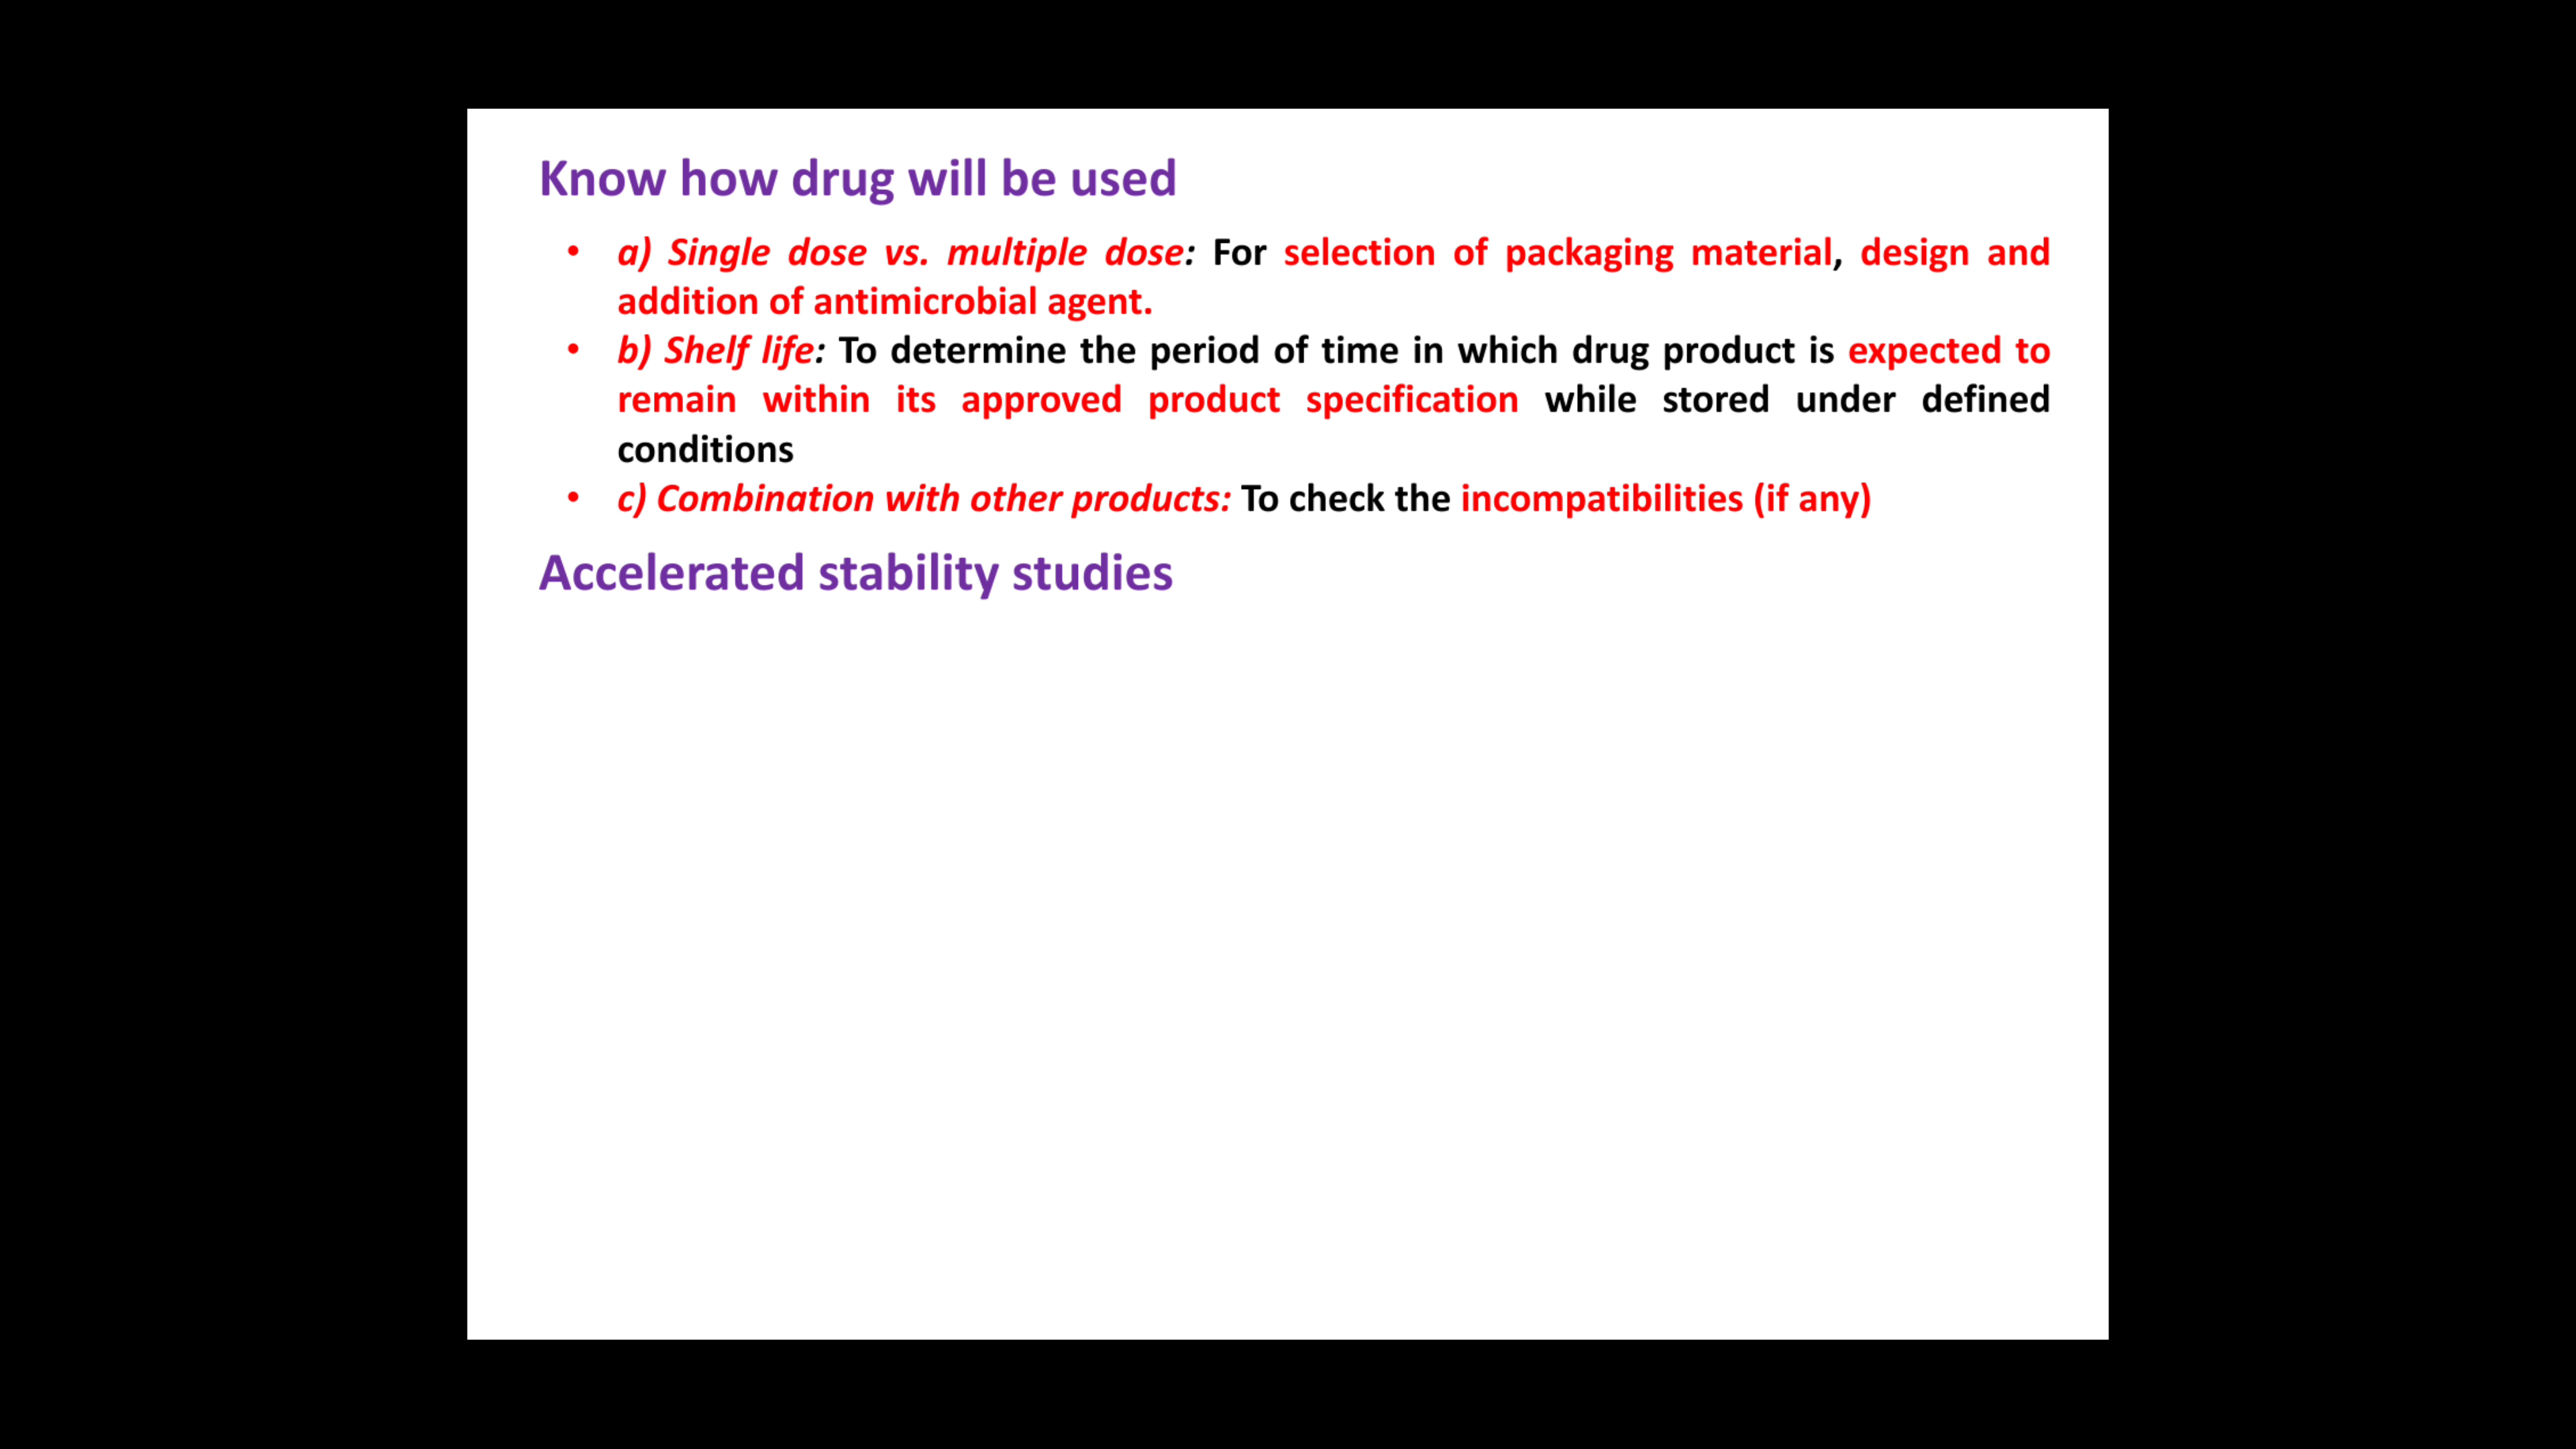 Know how drug will be used
• a) Single dose vs. multiple dose: For selection of packaging material, design and
addition of antimicrobial agent.
• b) Shelf life: To determine the period of time in which drug product is expected to
remain within its approved product specification while stored under defined
conditions
• c) Combination with other products: To check the incompatibilities (if any)
Accelerated stability studies